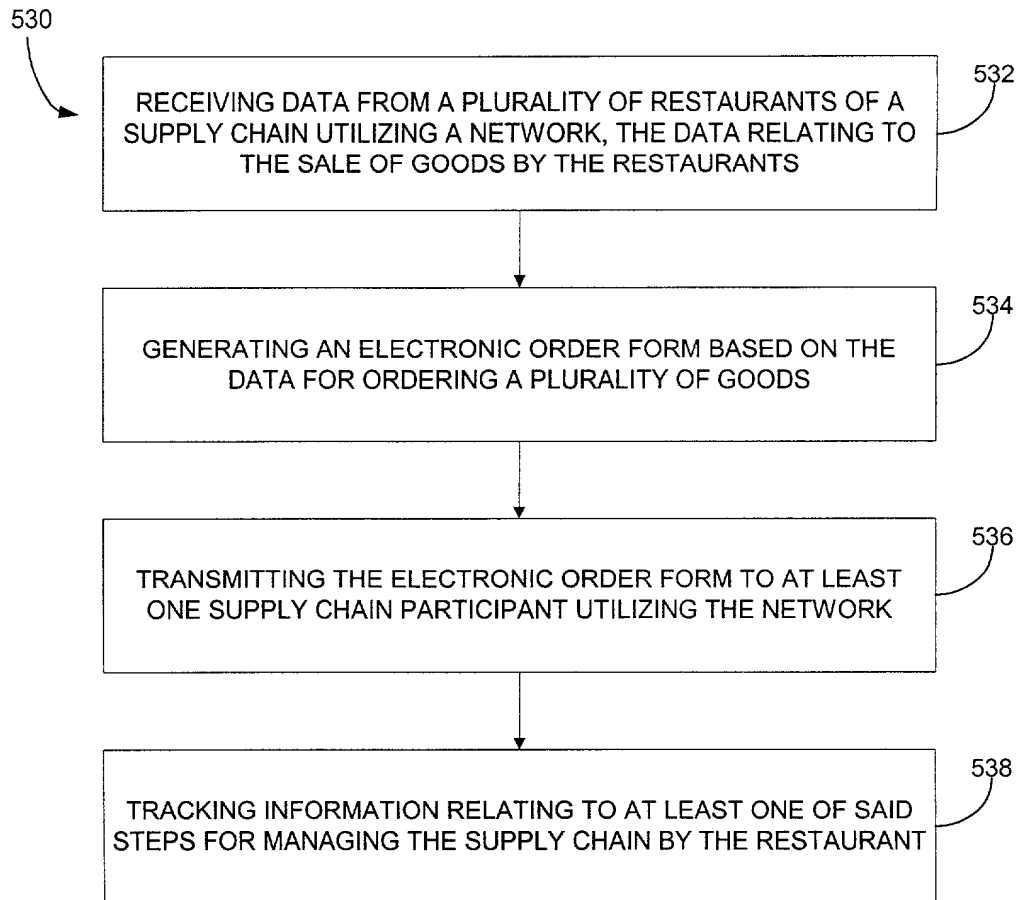 530
532
RECEIVING DATA FROM A PLURALITY OF RESTAURANTS OF A
SUPPLY CHAIN UTILIZING A NETWORK, THE DATA RELATING TO
THE SALE OF GOODS BY THE RESTAURANTS
534
GENERATING AN ELECTRONIC ORDER FORM BASED ON THE
DATA FOR ORDERING A PLURALITY OF GOODS
536
TRANSMITTING THE ELECTRONIC ORDER FORM TO AT LEAST
ONE SUPPLY CHAIN PARTICIPANT UTILIZING THE NETWORK
538
TRACKING INFORMATION RELATING TO AT LEAST ONE OF SAID
STEPS FOR MANAGING THE SUPPLY CHAIN BY THE RESTAURANT